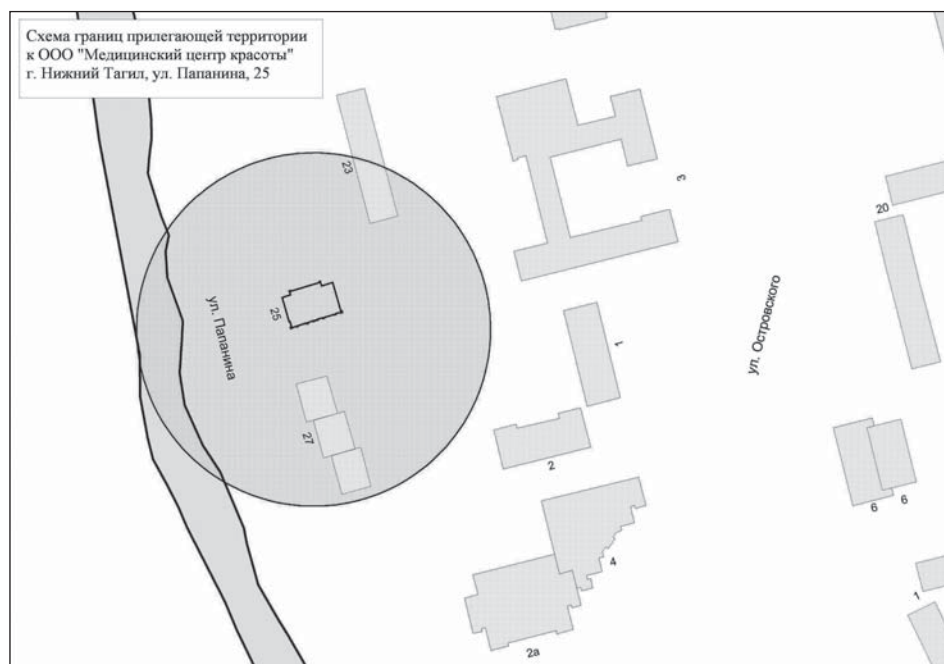 Схема границ прилегающей территории
к ООО "Медицинский центр красоты"
г. Нижний Тагил, ул. Папанина, 25
23
3
20
25
ул. Папанина
ул. Островского
1
27
2
6
6
4
1
2а